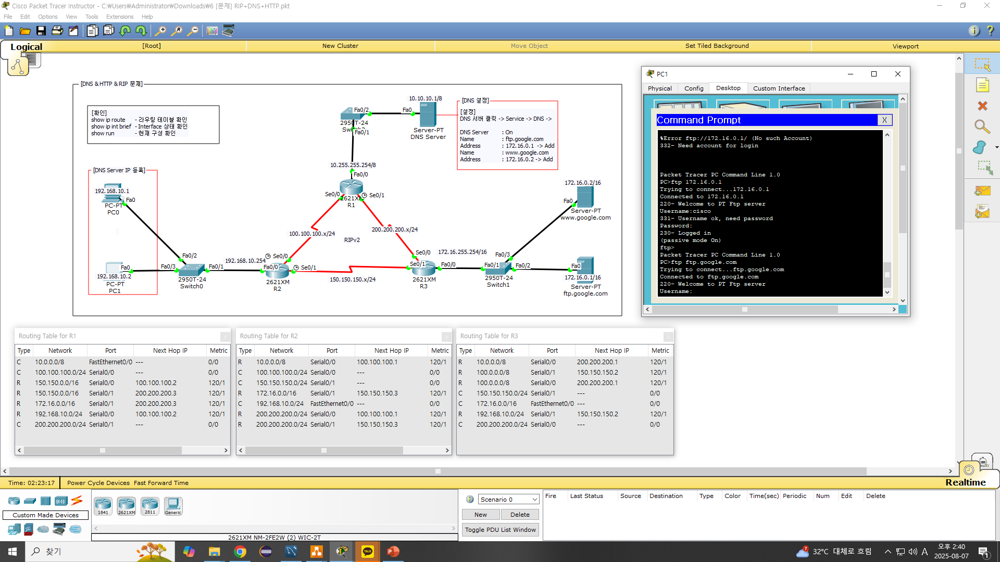 Cisco Packet Tracer Instructor - C:₩Users₩Administrator₩Downloads₩6 [문제] RIP+DNS+HTTP.pkt
File Edit Options View Tools Extensions Help
Logical [Root] New Cluster Move Object Set Tiled Background Viewport
[DNS & HTTP & RIP 문제]
[확인]
show ip route - 라우팅 테이블 확인
show ip int brief - Interface 상태 확인
show run - 현재 구성 확인
10.10.10.1/8
Fa0/2 Fa0
2950T-24
Fa0/1
Server-PT
DNS Server
[DNS 설정]
[설정]
DNS 서버 클릭 -> Service -> DNS ->
DNS Server : On
Name : ftp.google.com
Address : 172.16.0.1 -> Add
Name : www.google.com
Address : 172.16.0.2 -> Add
10.255.255.254/8
Fa0/0
Se0/0 Se0/1
2621XM
R1
[DNS Server IP 등록]
192.168.10.1
Fa0
PC-PT
PC0
Fa0
192.168.10.2
PC-PT
PC1
Fa0/2
Fa0/3 Fa0/1
2950T-24
Switch0
192.168.10.254
100.100.100.x/24
200.200.200.x/24
RIPv2
Se0/0
Fa0/0 Se0/1
2621XM
R2
150.150.150.x/24
Se0/0
Se0/1 Fa0/0
2621XM
R3
172.16.255.254/16
Fa0/3
Fa0/1 Fa0/2
2950T-24
Switch1
172.16.0.2/16
Fa0
Server-PT
www.google.com
Fa0
172.16.0.1/16
Server-PT
ftp.google.com
PC1
Physical Config Desktop Custom Interface
Command Prompt X
%Error ftp://172.16.0.1/ (No such Account)
332- Need account for login
Packet Tracer PC Command Line 1.0
PC>ftp 172.16.0.1
Trying to connect...172.16.0.1
Connected to 172.16.0.1
220- Welcome to PT Ftp server
Username:cisco
331- Username ok, need password
Password:
230- Logged in
(passive mode On)
ftp>
Packet Tracer PC Command Line 1.0
PC>ftp ftp.google.com
Trying to connect...ftp.google.com
Connected to ftp.google.com
220- Welcome to PT Ftp server
Username:
Routing Table for R1
Type Network Port Next Hop IP Metric
C 10.0.0.0/8 FastEthernet0/0 --- 0/0
C 100.100.100.0/24 Serial0/0 --- 0/0
R 150.150.0.0/16 Serial0/0 100.100.100.2 120/1
R 150.150.0.0/16 Serial0/1 200.200.200.3 120/1
R 172.16.0.0/16 Serial0/1 200.200.200.3 120/1
R 192.168.10.0/24 Serial0/0 100.100.100.2 120/1
C 200.200.200.0/24 Serial0/1 --- 0/0
Routing Table for R2
Type Network Port Next Hop IP Metric
R 10.0.0.0/8 Serial0/0 100.100.100.1 120/1
C 100.100.100.0/24 Serial0/0 --- 0/0
C 150.150.150.0/24 Serial0/1 --- 0/0
R 172.16.0.0/16 Serial0/1 150.150.150.3 120/1
C 192.168.10.0/24 FastEthernet0/0 --- 0/0
R 200.200.200.0/24 Serial0/0 100.100.100.1 120/1
R 200.200.200.0/24 Serial0/1 150.150.150.3 120/1
Routing Table for R3
Type Network Port Next Hop IP Metric
R 10.0.0.0/8 Serial0/0 200.200.200.1 120/1
R 100.0.0.0/8 Serial0/1 150.150.150.2 120/1
R 100.0.0.0/8 Serial0/0 200.200.200.1 120/1
C 150.150.150.0/24 Serial0/1 --- 0/0
C 172.16.0.0/16 FastEthernet0/0 --- 0/0
R 192.168.10.0/24 Serial0/1 150.150.150.2 120/1
C 200.200.200.0/24 Serial0/0 --- 0/0
Time: 02:23:17 Power Cycle Devices Fast Forward Time Realtime
Custom Made Devices
1841 2621XM 2811 Generic
2621XM NM-2FE2W (2) WIC-2T
Scenario 0
New Delete
Toggle PDU List Window
Fire Last Status Source Destination Type Color Time(sec) Periodic Num Edit Delete
찾기
TALK
7 32°C 대체로 흐림 A 오후 2:40
2025-08-07 1